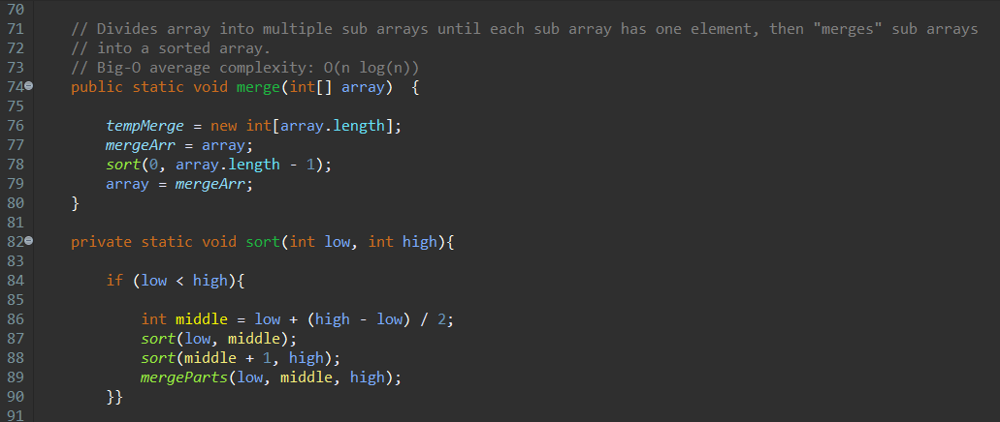 70
71 // Divides array into multiple sub arrays until each sub array has one element, then "merges" sub arrays
72 // into a sorted array.
73 // Big-O average complexity: O(n log(n))
74 public static void merge(int[] array)  {
75
76 tempMerge = new int[array.length];
77 mergeArr = array;
78 sort(0, array.length - 1);
79 array = mergeArr;
80 }
81
82 private static void sort(int low, int high){
83
84 if (low < high){
85
86 int middle = low + (high - low) / 2;
87 sort(low, middle);
88 sort(middle + 1, high);
89 mergeParts(low, middle, high);
90 }}
91